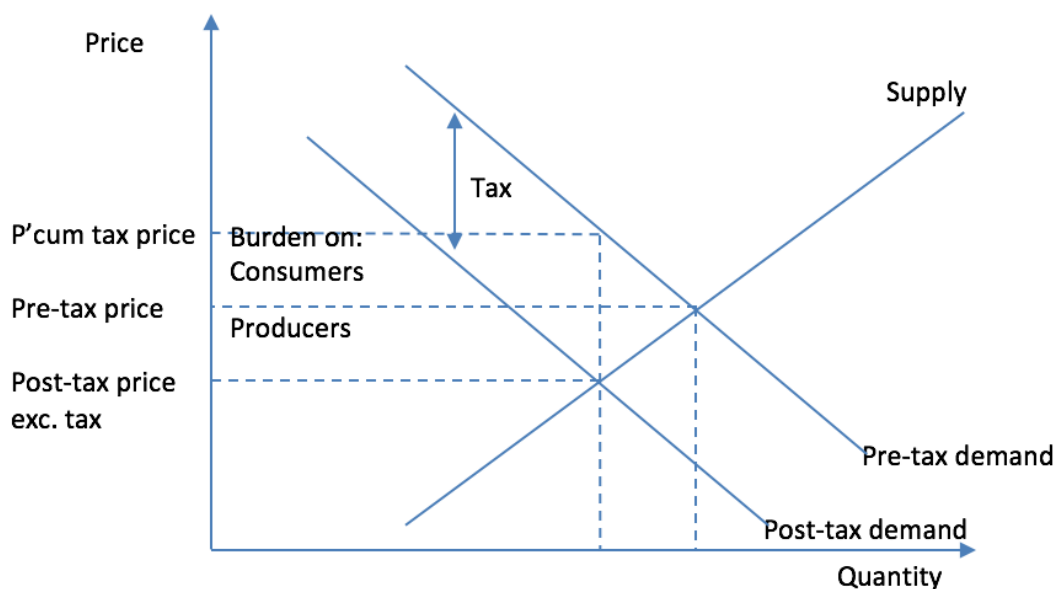 Price
Supply
Tax
P’cum tax price
Burden on:
Consumers
Pre-tax price
Producers
Post-tax price
exc. tax
Pre-tax demand
Post-tax demand
Quantity